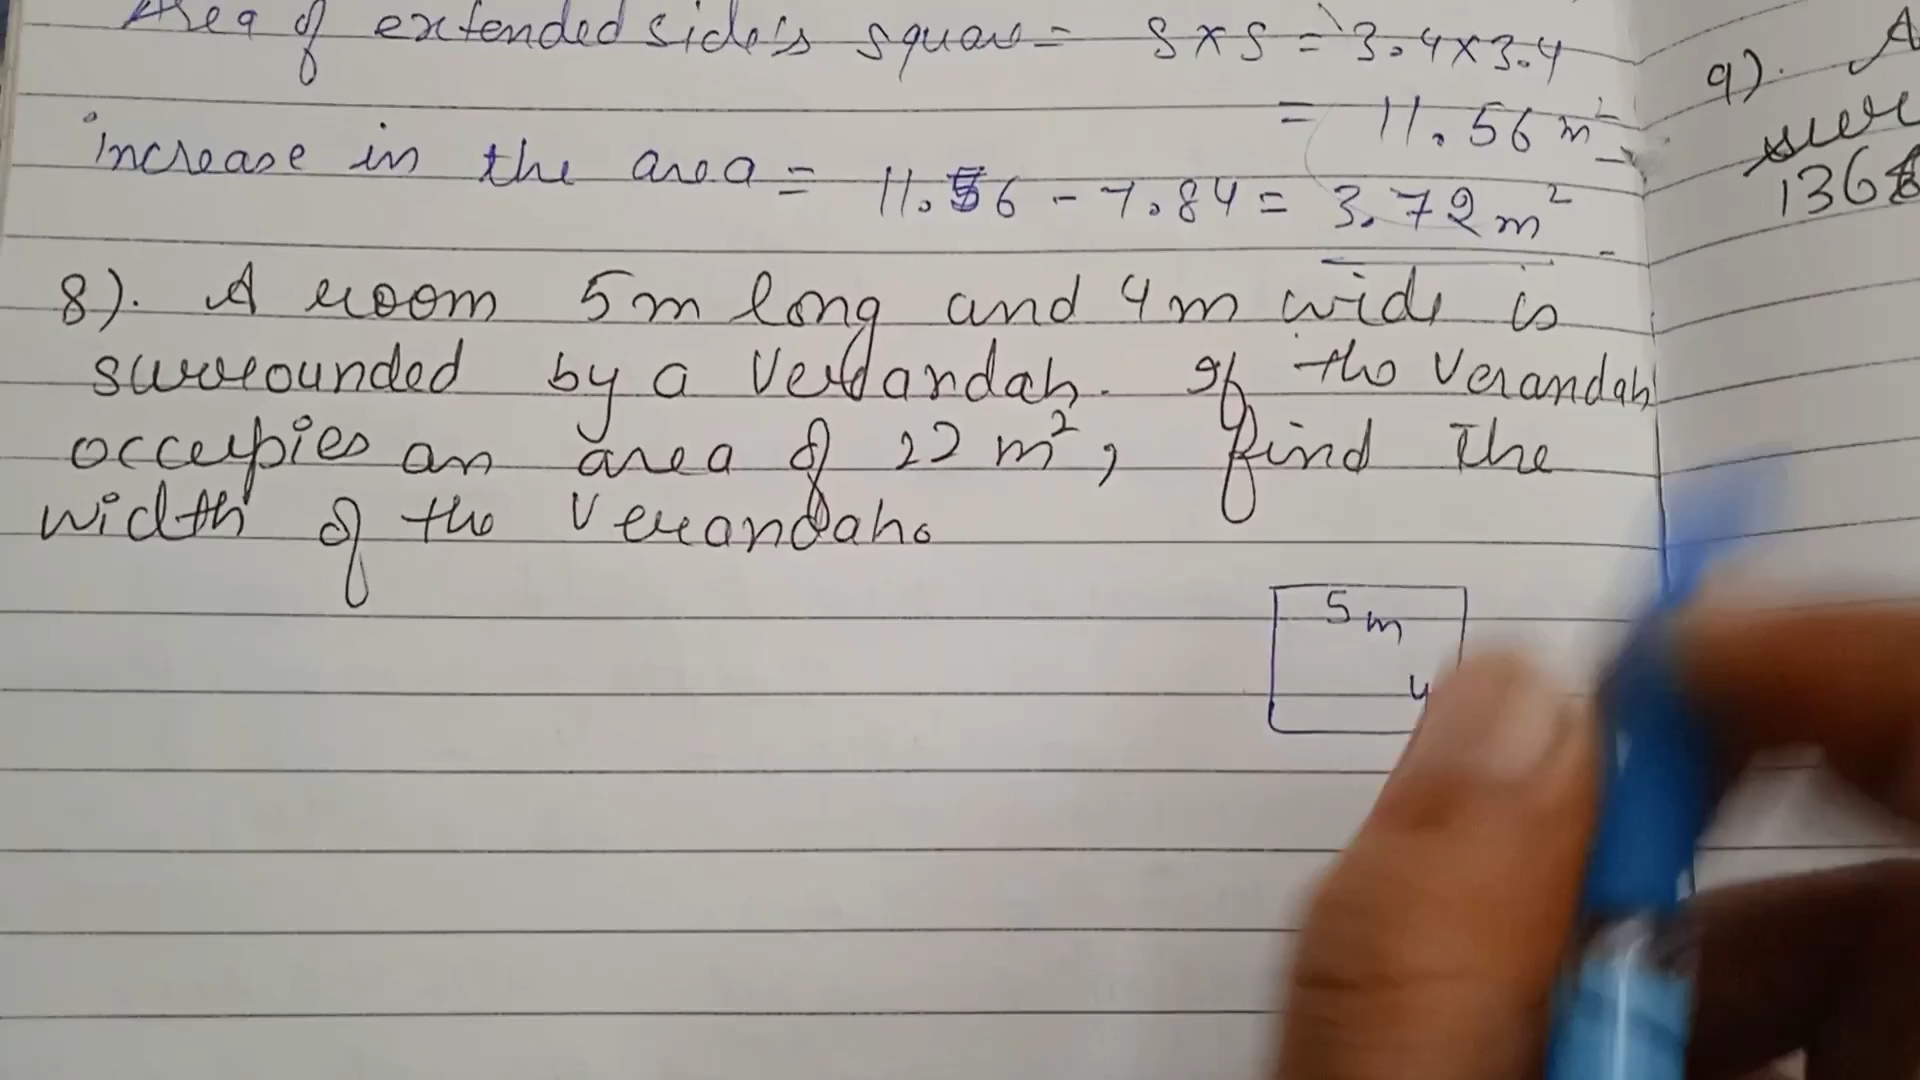 Area of extended side's square = S × S = 3.4 × 3.4
= 11.56 m²
increase in the area = 11.56 - 7.84 = 3.72 m²
8). A room 5m long and 4m wide is
surrounded by a Verandah. If the Verandah
occupies an area of 22 m², find the
width of the Verandah.
5m
4
9). A
136